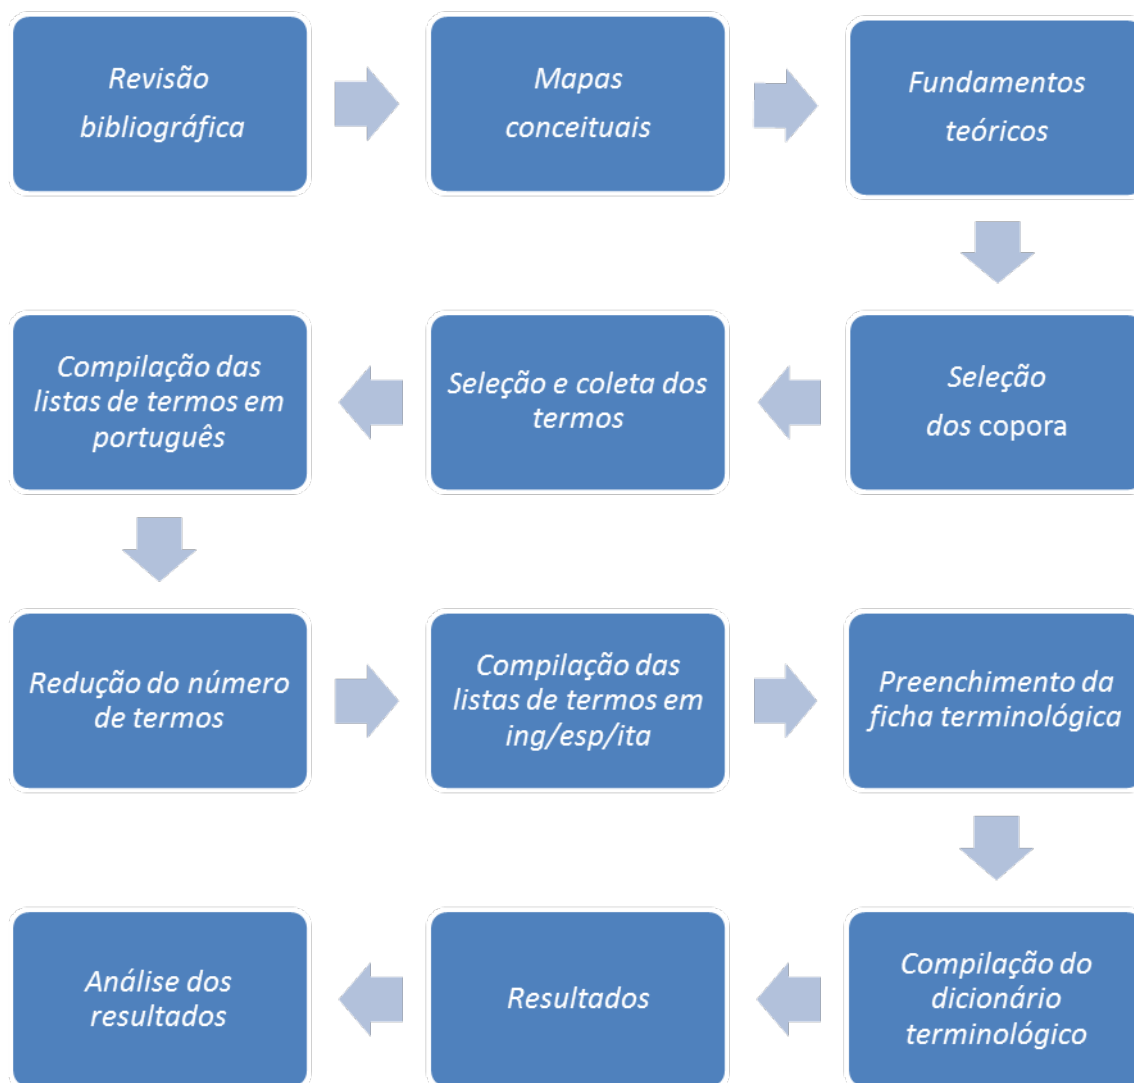 Revisão
bibliográfica
Mapas
conceituais
Fundamentos
teóricos
Seleção
dos copora
Seleção e coleta dos
termos
Compilação das
listas de termos em
português
Redução do número
de termos
Compilação das
listas de termos em
ing/esp/ita
Preenchimento da
ficha terminológica
Compilação do
dicionário
terminológico
Resultados
Análise dos
resultados